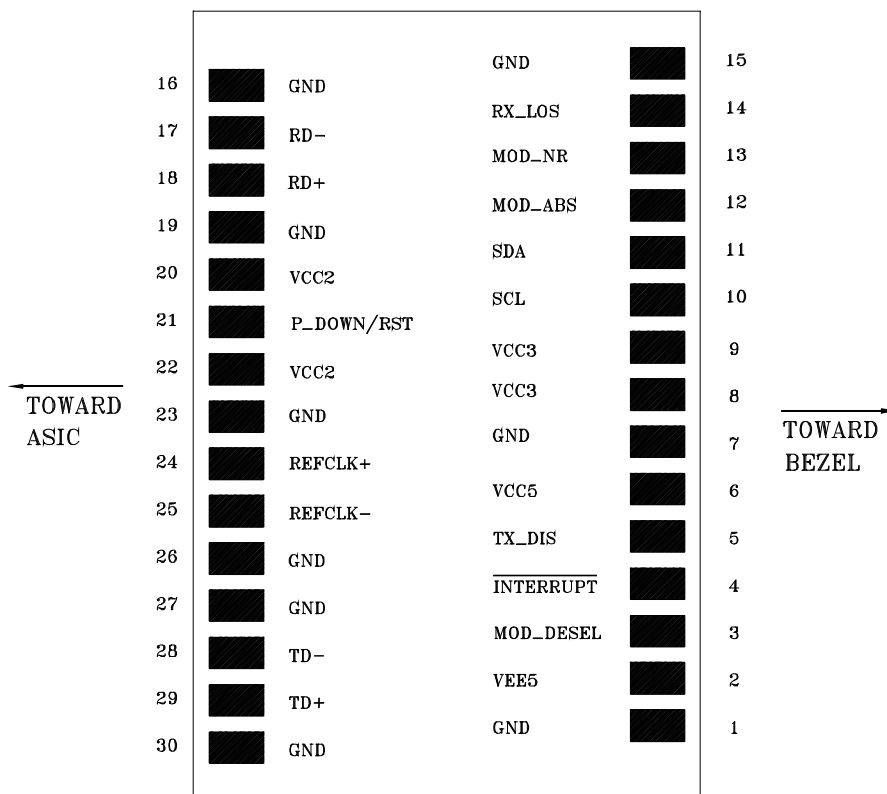 GND 15
16 GND
RX_LOS 14
17 RD-
MOD_NR 13
18 RD+
MOD_ABS 12
19 GND
SDA 11
20 VCC2
SCL 10
21 P_DOWN/RST
VCC3 9
22 VCC2
VCC3 8
TOWARD
ASIC
23 GND
GND 7
TOWARD
BEZEL
24 REFCLK+
VCC5 6
25 REFCLK-
TX_DIS 5
26 GND
INTERRUPT 4
27 GND
MOD_DESEL 3
28 TD-
VEE5 2
29 TD+
GND 1
30 GND